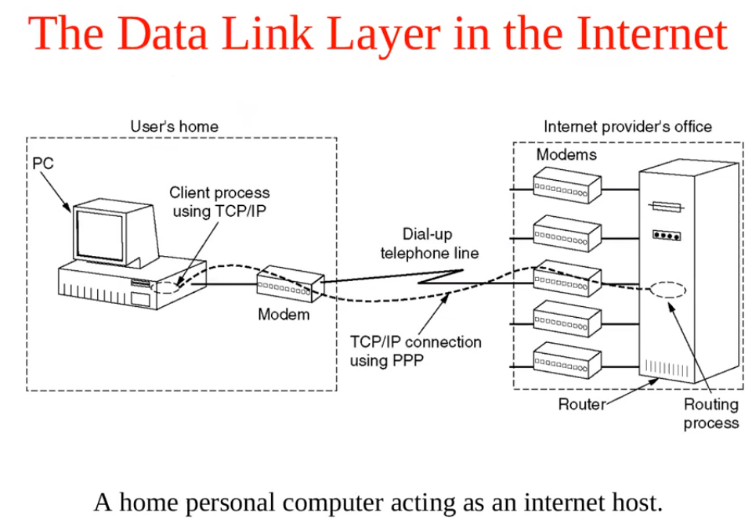 The Data Link Layer in the Internet
User's home
Internet provider's office
PC
Modems
Client process
using TCP/IP
Dial-up
telephone line
Modem
TCP/IP connection
using PPP
Router
Routing
process
A home personal computer acting as an internet host.